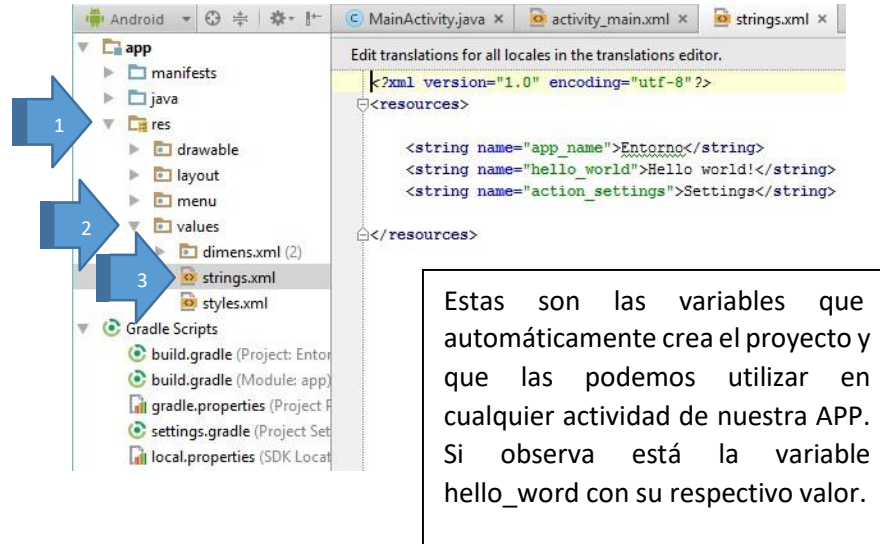 Android
MainActivity.java
activity_main.xml
strings.xml
app
manifests
java
res
drawable
layout
menu
values
dimens.xml (2)
strings.xml
styles.xml
Gradle Scripts
build.gradle (Project: Entor
build.gradle (Module: app)
gradle.properties (Project P
settings.gradle (Project Set
local.properties (SDK Locat
1
2
3
Edit translations for all locales in the translations editor.
<?xml version="1.0" encoding="utf-8"?>
<resources>
<string name="app_name">Entorno</string>
<string name="hello_world">Hello world!</string>
<string name="action_settings">Settings</string>
</resources>
Estas son las variables que
automáticamente crea el proyecto y
que las podemos utilizar en
cualquier actividad de nuestra APP.
Si observa está la variable
hello_word con su respectivo valor.